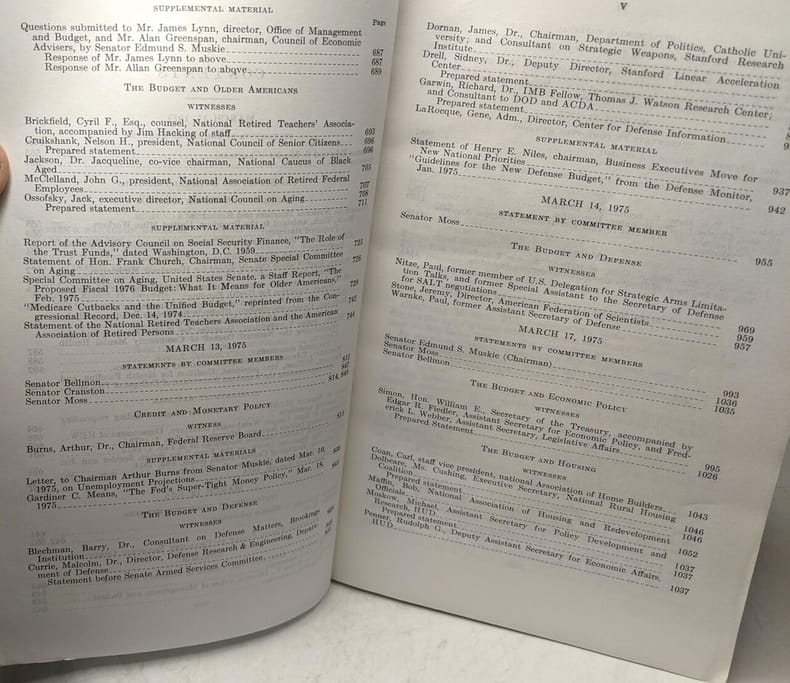 SUPPLEMENTAL MATERIAL
Page
Questions submitted to Mr. James Lynn, director, Office of Management
and Budget, and Mr. Alan Greenspan, chairman, Council of Economic
Advisers, by Senator Edmund S. Muskie 687
Response of Mr. James Lynn to above 687
Response of Mr. Allan Greenspan to above 689
THE BUDGET AND OLDER AMERICANS
WITNESSES
Brickfield, Cyril F., Esq., counsel, National Retired Teachers' Associa-
tion, accompanied by Jim Hacking of staff 693
Cruikshank, Nelson H., president, National Council of Senior Citizens 696
Prepared statement 696
Jackson, Dr. Jacqueline, co-vice chairman, National Caucus of Black
Aged 705
McClelland, John G., president, National Association of Retired Federal
Employees 707
Ossofsky, Jack, executive director, National Council on Aging 708
Prepared statement 711
SUPPLEMENTAL MATERIAL
Report of the Advisory Council on Social Security Finance, "The Role of
the Trust Funds," dated Washington, D.C. 1959 725
Statement of Hon. Frank Church, Chairman, Senate Special Committee
on Aging 726
Special Committee on Aging, United States Senate, a Staff Report, "The
Proposed Fiscal 1976 Budget: What It Means for Older Americans,"
Feb. 1975
"Medicare Cutbacks and the Unified Budget," reprinted from the Con-
gressional Record, Dec. 14, 1974
Statement of the National Retired Teachers Association and the American
Association of Retired Persons 744
MARCH 13, 1975
STATEMENTS BY COMMITTEE MEMBERS
Senator Bellmon
Senator Cranston
Senator Moss
CREDIT AND MONETARY POLICY
WITNESS
Burns, Arthur, Dr., Chairman, Federal Reserve Board
SUPPLEMENTAL MATERIALS
Letter, to Chairman Arthur Burns from Senator Muskie, dated Mar. 10,
1975, on Unemployment Projections
Gardiner C. Means, "The Fed's Super-Tight Money Policy," Mar. 18,
1975
THE BUDGET AND DEFENSE
WITNESSES
Blechman, Barry, Dr., Consultant on Defense Matters, Brookings
Institution
Currie, Malcolm, Dr., Director, Defense Research & Engineering, Depart-
ment of Defense
Statement before Senate Armed Services Committee
V
Dornan, James, Dr., Chairman, Department of Politics, Catholic Uni-
versity; and Consultant on Strategic Weapons, Stanford Research
Institute
Drell, Sidney, Dr., Deputy Director, Stanford Linear Acceleration
Center
Prepared statement
Garwin, Richard, Dr., IMB Fellow, Thomas J. Watson Research Center;
and Consultant to DOD and ACDA
Prepared statement
LaRocque, Gene, Adm., Director, Center for Defense Information
SUPPLEMENTAL MATERIAL
Statement of Henry E. Niles, chairman, Business Executives Move for
New National Priorities 937
"Guidelines for the New Defense Budget," from the Defense Monitor,
Jan. 1975 942
MARCH 14, 1975
STATEMENT BY COMMITTEE MEMBER
Senator Moss 955
THE BUDGET AND DEFENSE
WITNESSES
Nitze, Paul, former member of U.S. Delegation for Strategic Arms Limita-
tion Talks, and former Special Assistant to the Secretary of Defense
for SALT negotiations 969
Stone, Jeremy, Director, American Federation of Scientists 959
Warnke, Paul, former Assistant Secretary of Defense 957
MARCH 17, 1975
STATEMENTS BY COMMITTEE MEMBERS
Senator Edmund S. Muskie (Chairman) 993
Senator Moss 1036
Senator Bellmon 1035
THE BUDGET AND ECONOMIC POLICY
WITNESSES
Simon, Hon. William E., Secretary of the Treasury, accompanied by
Edgar R. Fiedler, Assistant Secretary for Economic Policy, and Fred-
erick L. Webber, Assistant Secretary, Legislative Affairs 995
Prepared Statement 1026
THE BUDGET AND HOUSING
WITNESSES
Coan, Carl, staff vice president, national Association of Home Builders 1043
Dolbeare, Ms. Cushing, Executive Secretary, National Rural Housing
Coalition 1046
Prepared statement 1046
Maffin, Bob, National Association of Housing and Redevelopment
Officials 1052
Moskow, Michael, Assistant Secretary for Policy Development and
Research, HUD 1037
Prepared statement 1037
Penner, Rudolph G., Deputy Assistant Secretary for Economic Affairs,
HUD 1037